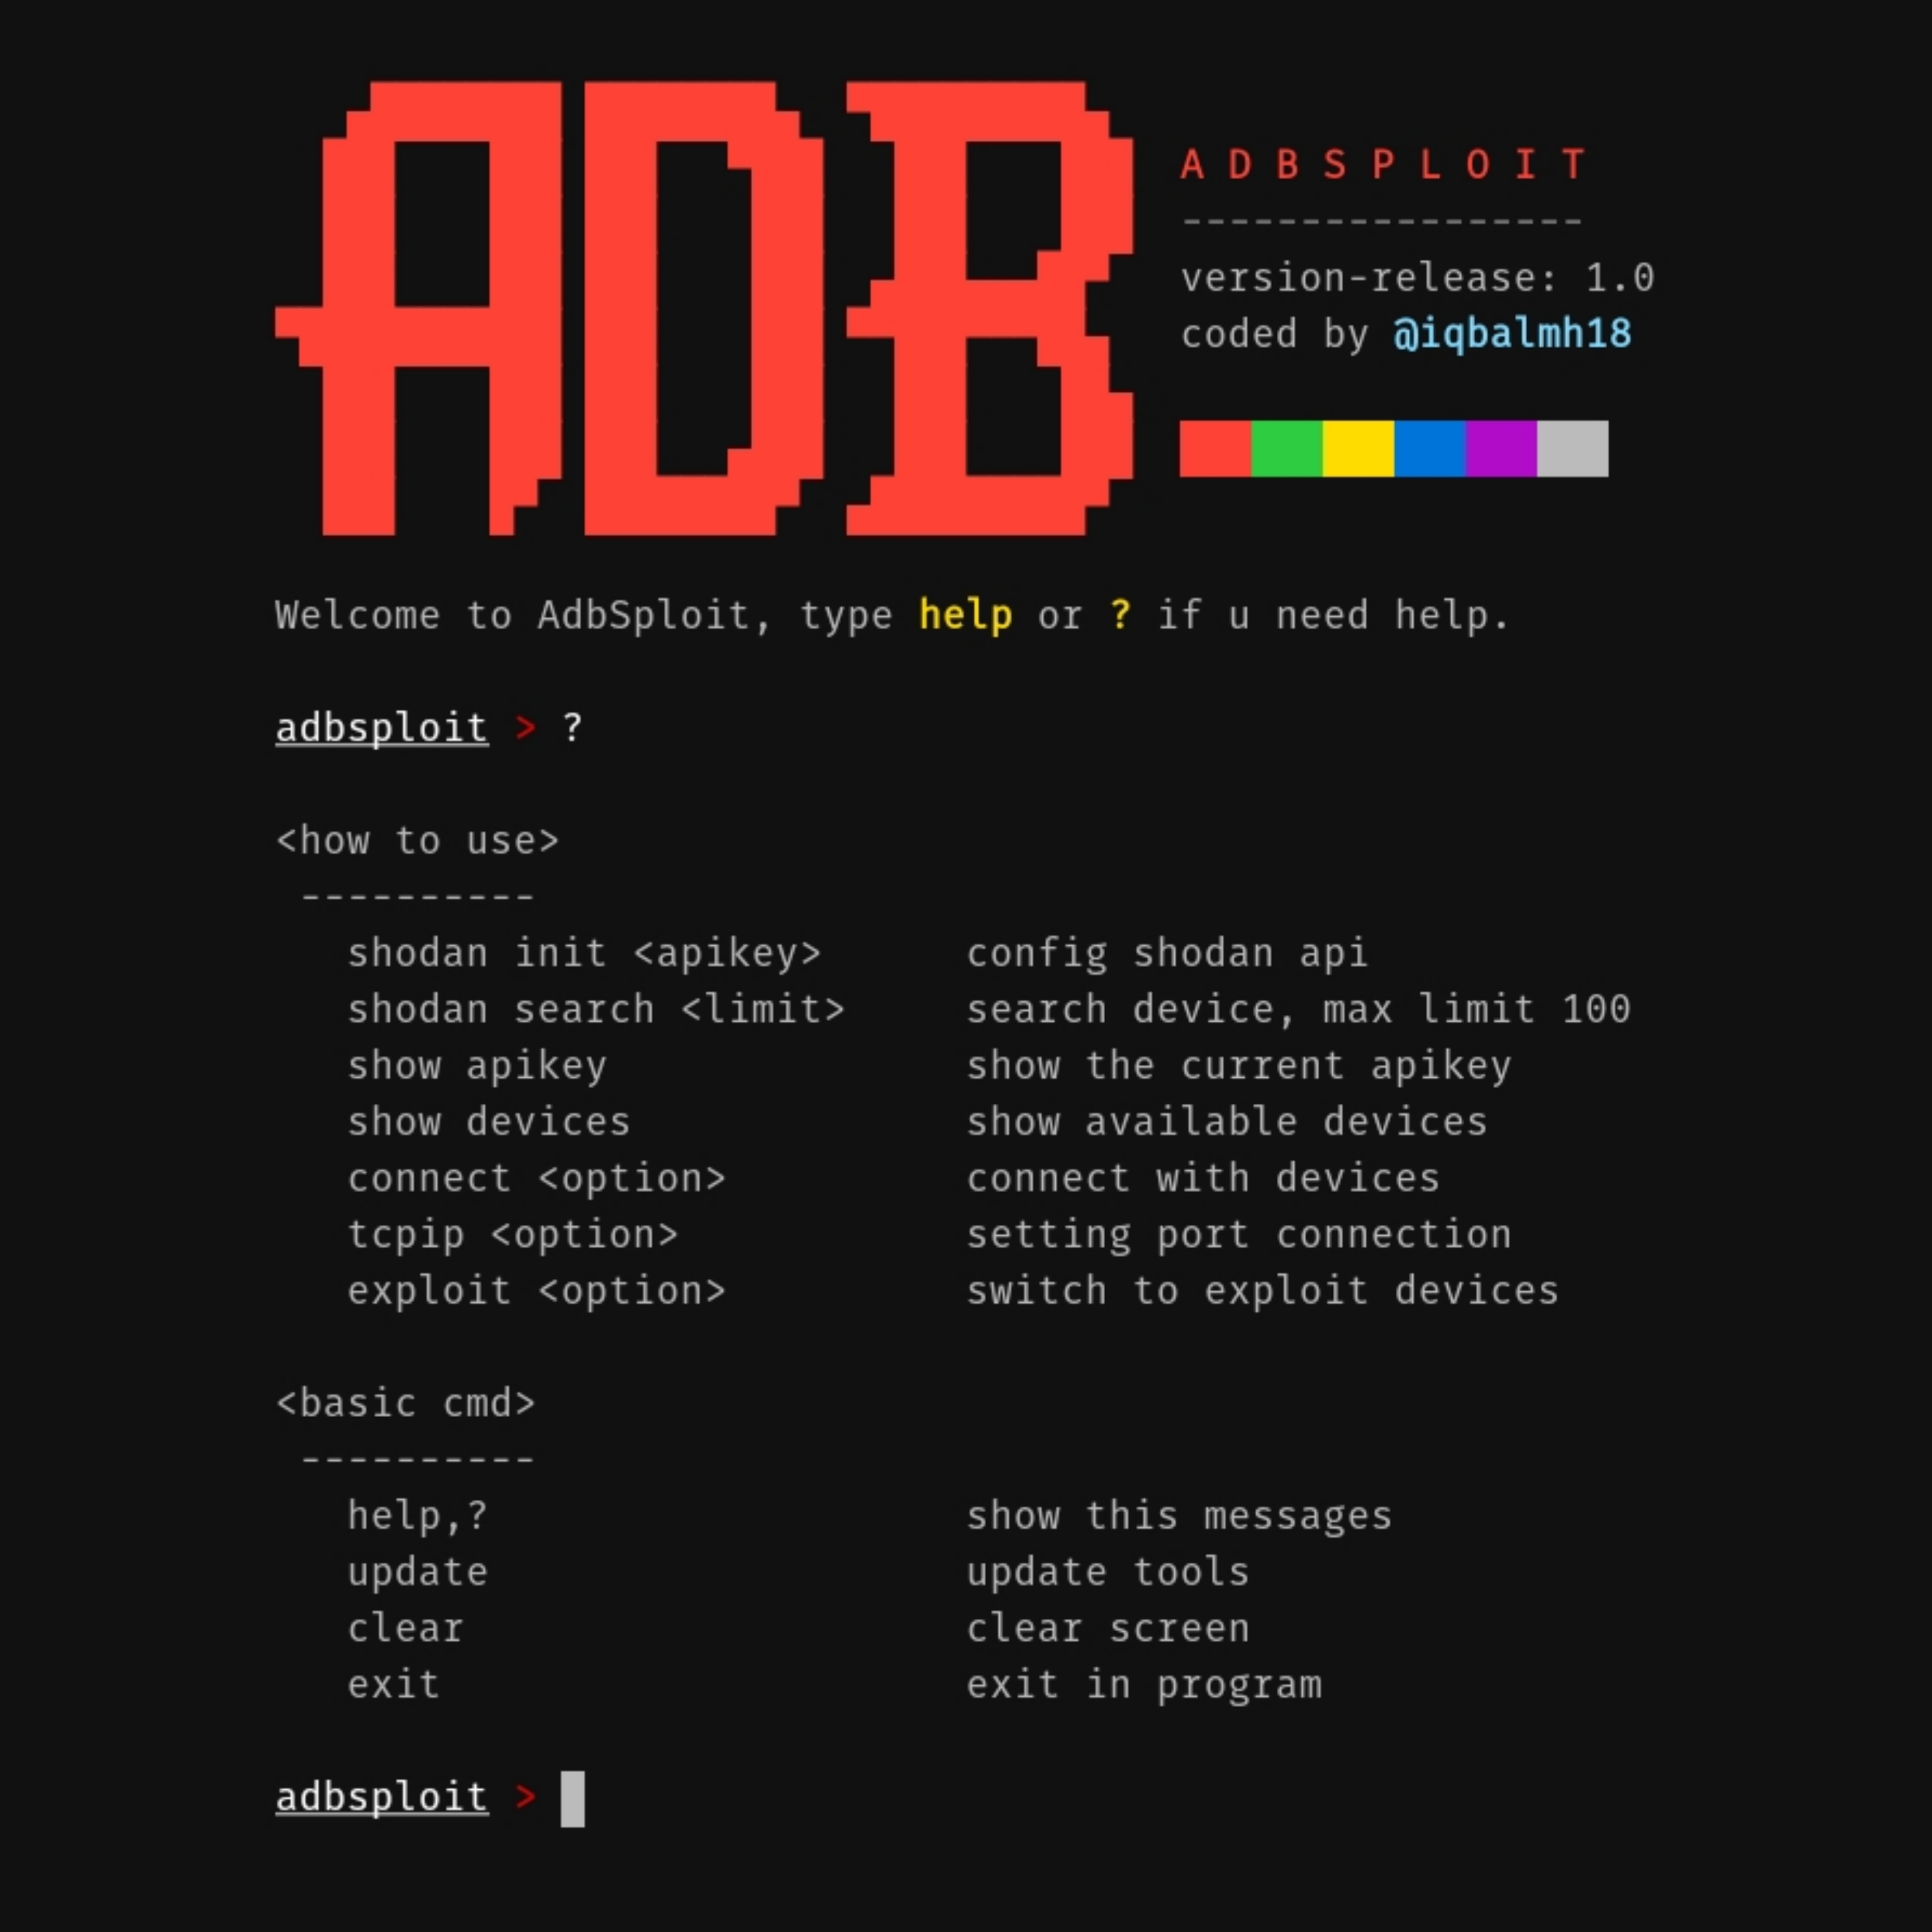 ADB
A D B S P L O I T
-----------------
version-release: 1.0
coded by @iqbalmh18
Welcome to AdbSploit, type help or ? if u need help.
adbsploit > ?
<how to use>
----------
shodan init <apikey> config shodan api
shodan search <limit> search device, max limit 100
show apikey show the current apikey
show devices show available devices
connect <option> connect with devices
tcpip <option> setting port connection
exploit <option> switch to exploit devices
<basic cmd>
----------
help,? show this messages
update update tools
clear clear screen
exit exit in program
adbsploit >